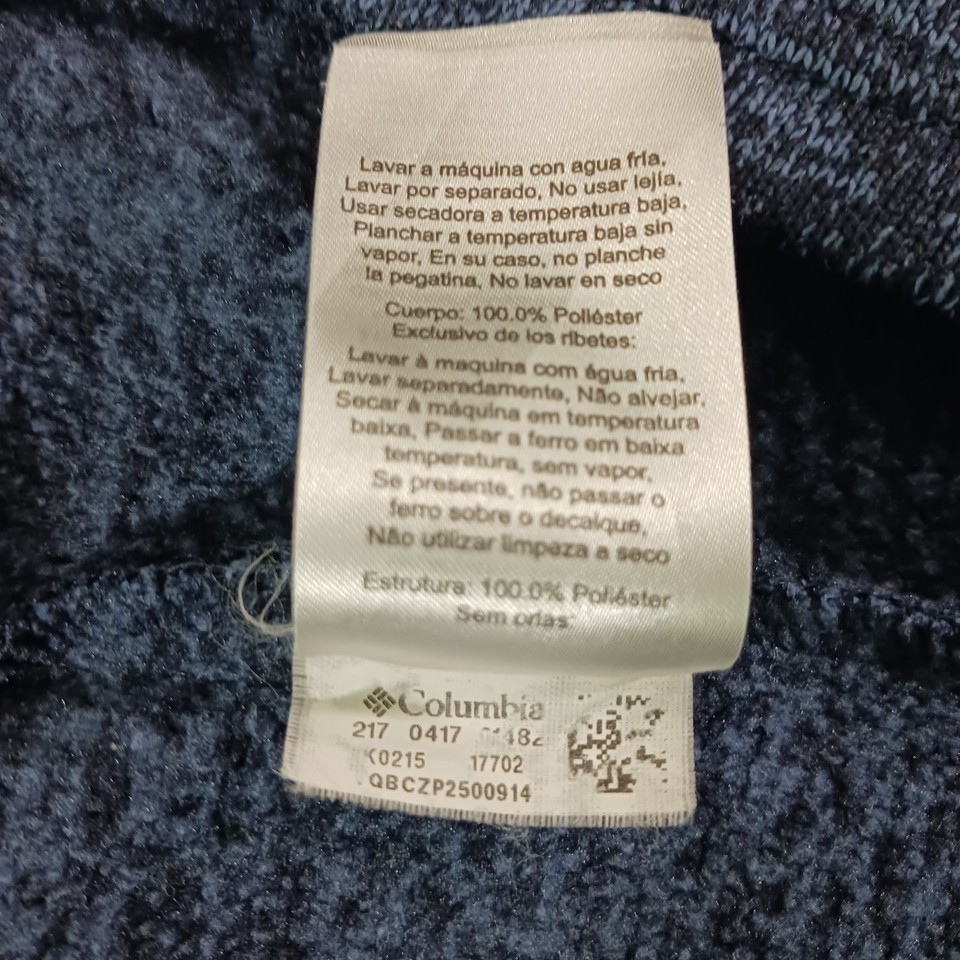 Lavar a máquina con agua fría,
Lavar por separado, No usar lejía,
Usar secadora a temperatura baja,
Planchar a temperatura baja sin
vapor, En su caso, no planche
la pegatina, No lavar en seco
Cuerpo: 100.0% Poliéster
Exclusivo de los ribetes:
Lavar à maquina com água fria,
Lavar separadamente, Não alvejar,
Secar à máquina em temperatura
baixa, Passar a ferro em baixa
temperatura, sem vapor,
Se presente, não passar o
ferro sobre o decalque,
Não utilizar limpeza a seco
Estrutura: 100.0% Poliéster
Sem orlas:
Columbia
217 0417
17702
QBCZP2500914